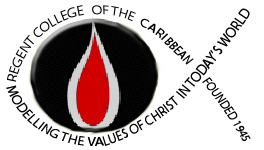 REGENT COLLEGE OF THE CARIBBEAN FOUNDED 1945
MODELLING THE VALUES OF CHRIST IN TODAY'S WORLD